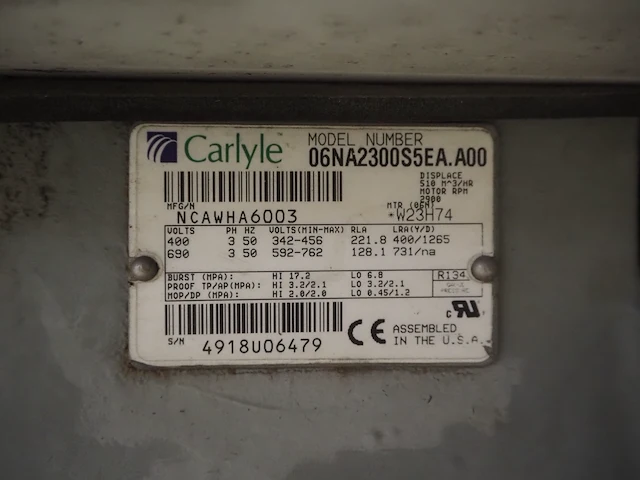 Carlyle
MODEL NUMBER
06NA2300S5EA.A00
DISPLACE
510 M^3/HR
MOTOR RPM
2900
MFG/N
NCAWHA6003
MTR (06N)
*W23H74
VOLTS PH HZ VOLTS(MIN-MAX) RLA LRA(Y/D)
400 3 50 342-456 221.8 400/1265
690 3 50 592-762 128.1 731/na
BURST (MPA): HI 17.2 LO 6.8
PROOF TP/AP(MPA): HI 3.2/2.1 LO 3.2/2.1
MOP/DP (MPA): HI 2.0/2.0 LO 0.45/1.2
R134
GAUGE
PRESSURE
S/N
4918U06479
CE
ASSEMBLED
IN THE U.S.A.